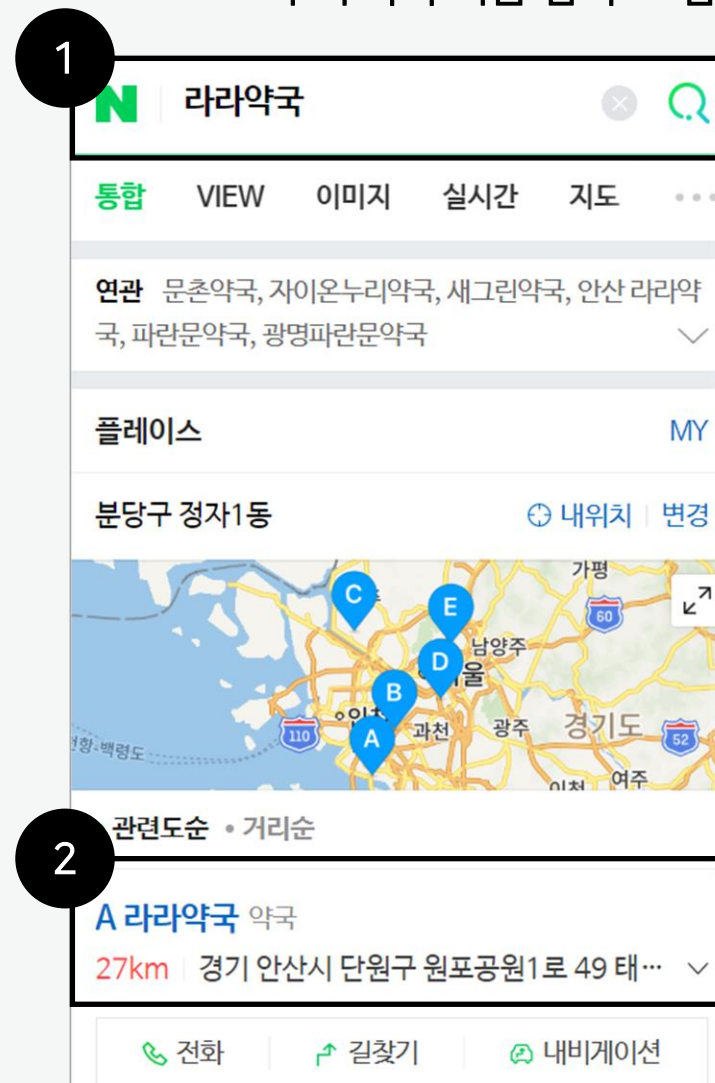 1
N 라라약국
통합 VIEW 이미지 실시간 지도
연관 문촌약국, 자이온누리약국, 새그린약국, 안산 라라약
국, 파란문약국, 광명파란문약국
플레이스 MY
분당구 정자1동 내위치 변경
가평
60
C
E
남양주
D
울
B
A
110
과천
광주
경기도
52
백령도
여주
관련도순 • 거리순
2
A 라라약국 약국
27km 경기 안산시 단원구 원포공원1로 49 태…
전화 길찾기 내비게이션